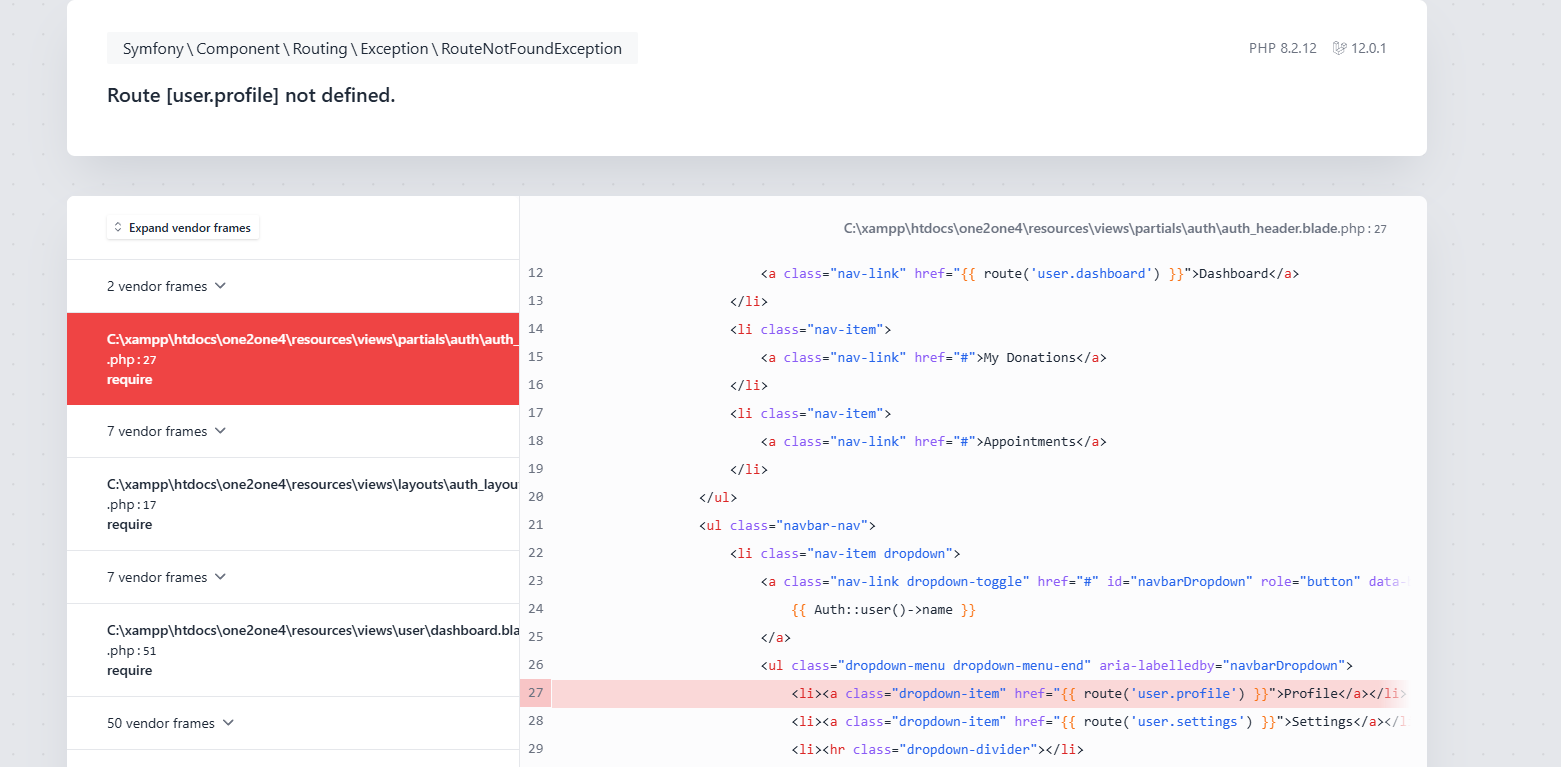 Symfony \ Component \ Routing \ Exception \ RouteNotFoundException
PHP 8.2.12 12.0.1
Route [user.profile] not defined.
Expand vendor frames
2 vendor frames
C:\xampp\htdocs\one2one4\resources\views\partials\auth\auth_
.php : 27
require
7 vendor frames
C:\xampp\htdocs\one2one4\resources\views\layouts\auth_layou
.php : 17
require
7 vendor frames
C:\xampp\htdocs\one2one4\resources\views\user\dashboard.bla
.php : 51
require
50 vendor frames
C:\xampp\htdocs\one2one4\resources\views\partials\auth\auth_header.blade.php : 27
12 <a class="nav-link" href="{{ route('user.dashboard') }}">Dashboard</a>
13 </li>
14 <li class="nav-item">
15 <a class="nav-link" href="#">My Donations</a>
16 </li>
17 <li class="nav-item">
18 <a class="nav-link" href="#">Appointments</a>
19 </li>
20 </ul>
21 <ul class="navbar-nav">
22 <li class="nav-item dropdown">
23 <a class="nav-link dropdown-toggle" href="#" id="navbarDropdown" role="button" data-
24 {{ Auth::user()->name }}
25 </a>
26 <ul class="dropdown-menu dropdown-menu-end" aria-labelledby="navbarDropdown">
27 <li><a class="dropdown-item" href="{{ route('user.profile') }}">Profile</a></li>
28 <li><a class="dropdown-item" href="{{ route('user.settings') }}">Settings</a></l
29 <li><hr class="dropdown-divider"></li>